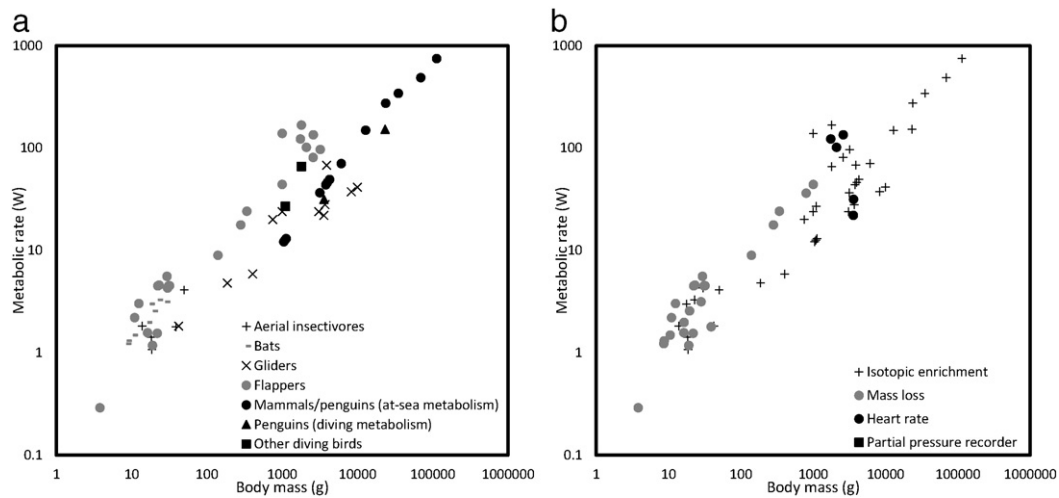 a
1000
100
10
1
0.1
Metabolic rate (W)
1
10
100
1000
10000
100000
1000000
Body mass (g)
Aerial insectivores
Bats
Gliders
Flappers
Mammals/penguins (at-sea metabolism)
Penguins (diving metabolism)
Other diving birds
b
1000
100
10
1
0.1
Metabolic rate (W)
1
10
100
1000
10000
100000
1000000
Body mass (g)
Isotopic enrichment
Mass loss
Heart rate
Partial pressure recorder